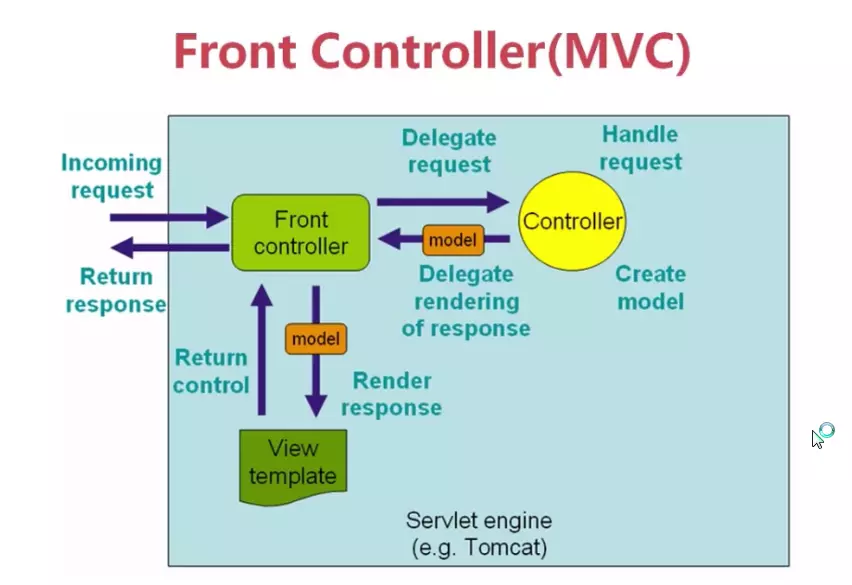 Front Controller(MVC)
Incoming
request
Delegate
request
Handle
request
Front
controller
Controller
model
Return
response
Delegate
rendering
of response
Create
model
model
Return
control
Render
response
View
template
Servlet engine
(e.g. Tomcat)